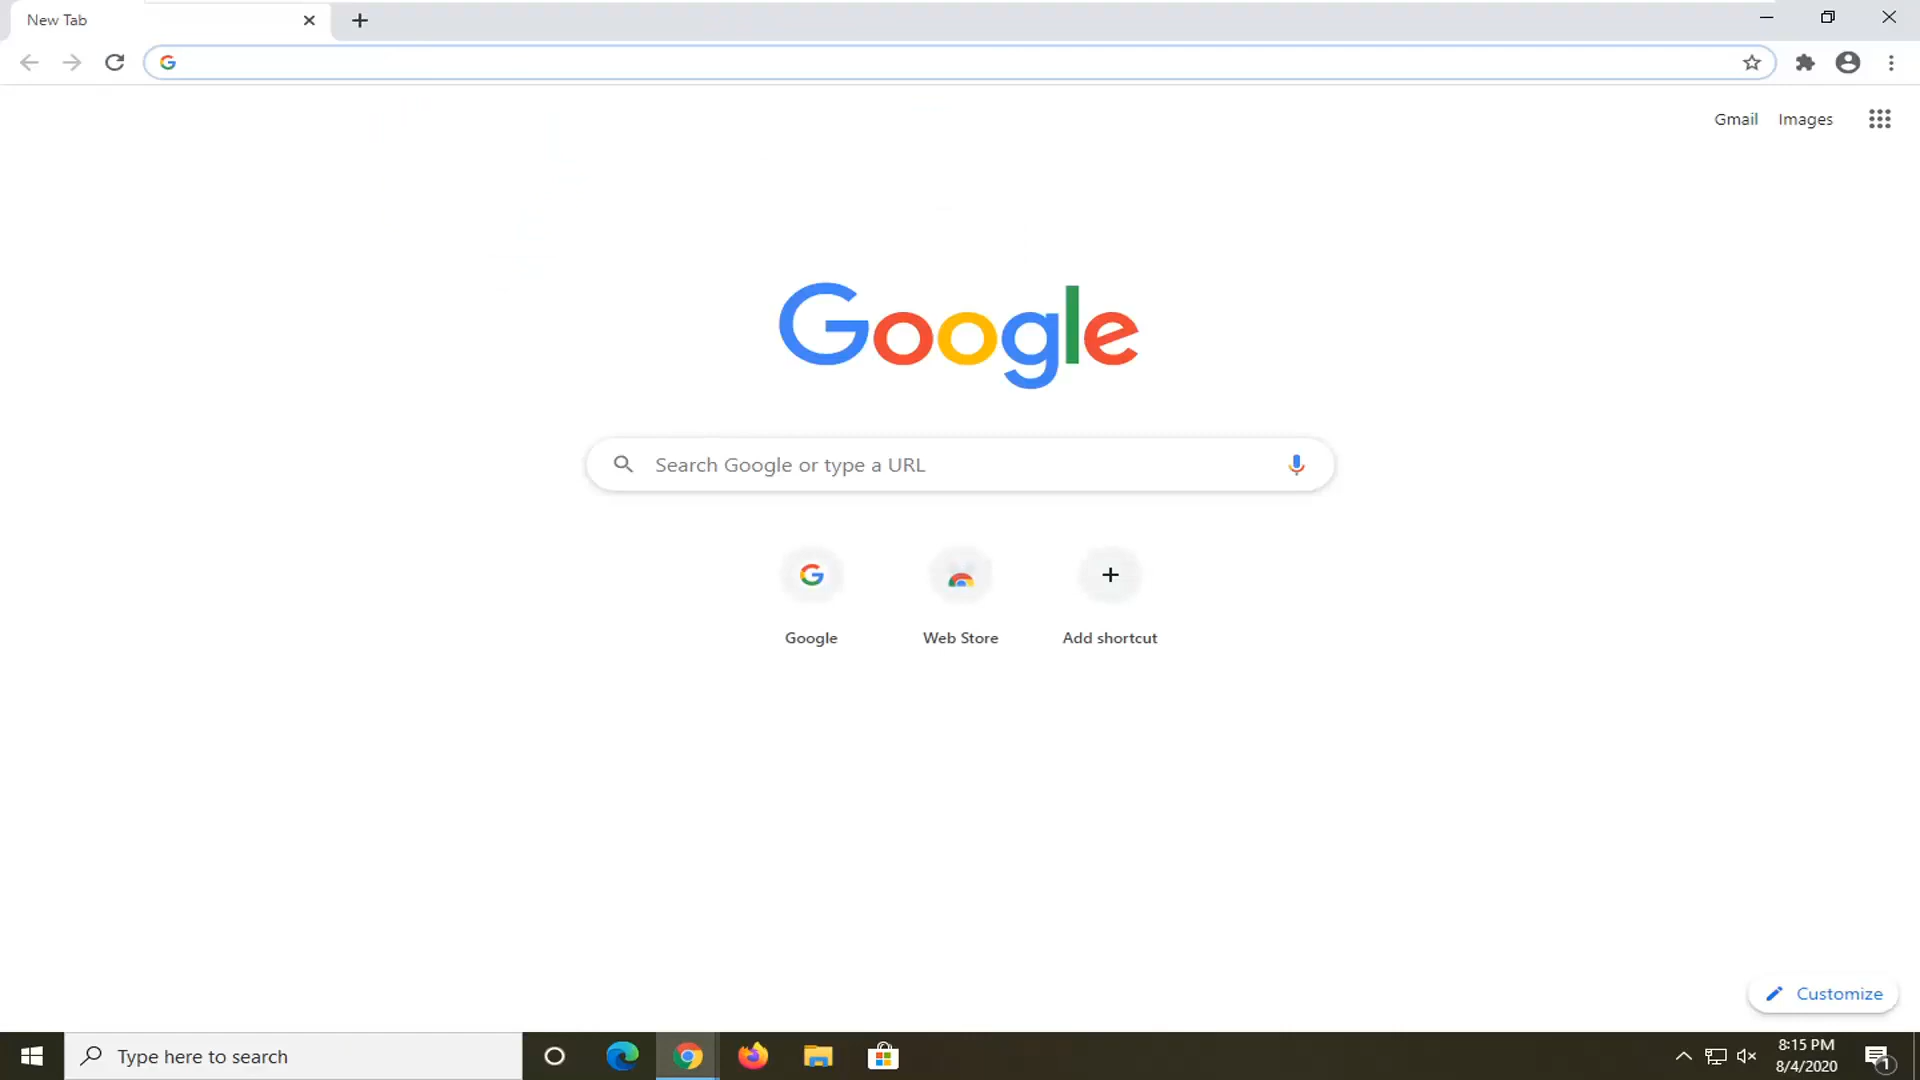 New Tab
Gmail Images
Google
Search Google or type a URL
Google Web Store Add shortcut
Customize
Type here to search
8:15 PM
8/4/2020
1